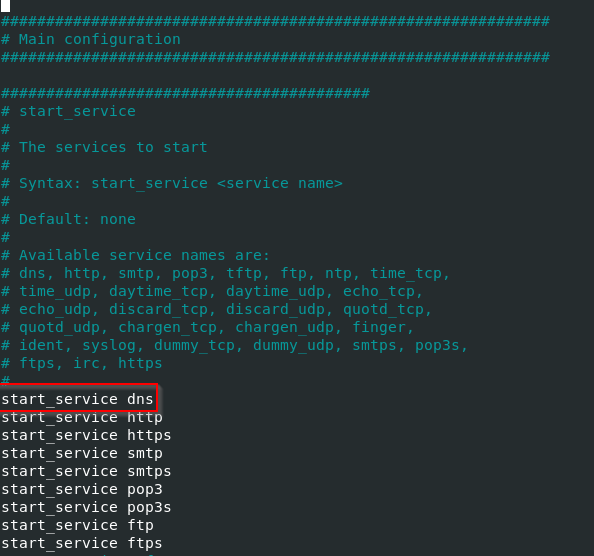 #############################################################
# Main configuration
#############################################################
#########################################
# start_service
#
# The services to start
#
# Syntax: start_service <service name>
#
# Default: none
#
# Available service names are:
# dns, http, smtp, pop3, tftp, ftp, ntp, time_tcp,
# time_udp, daytime_tcp, daytime_udp, echo_tcp,
# echo_udp, discard_tcp, discard_udp, quotd_tcp,
# quotd_udp, chargen_tcp, chargen_udp, finger,
# ident, syslog, dummy_tcp, dummy_udp, smtps, pop3s,
# ftps, irc, https
#
start_service dns
start_service http
start_service https
start_service smtp
start_service smtps
start_service pop3
start_service pop3s
start_service ftp
start_service ftps